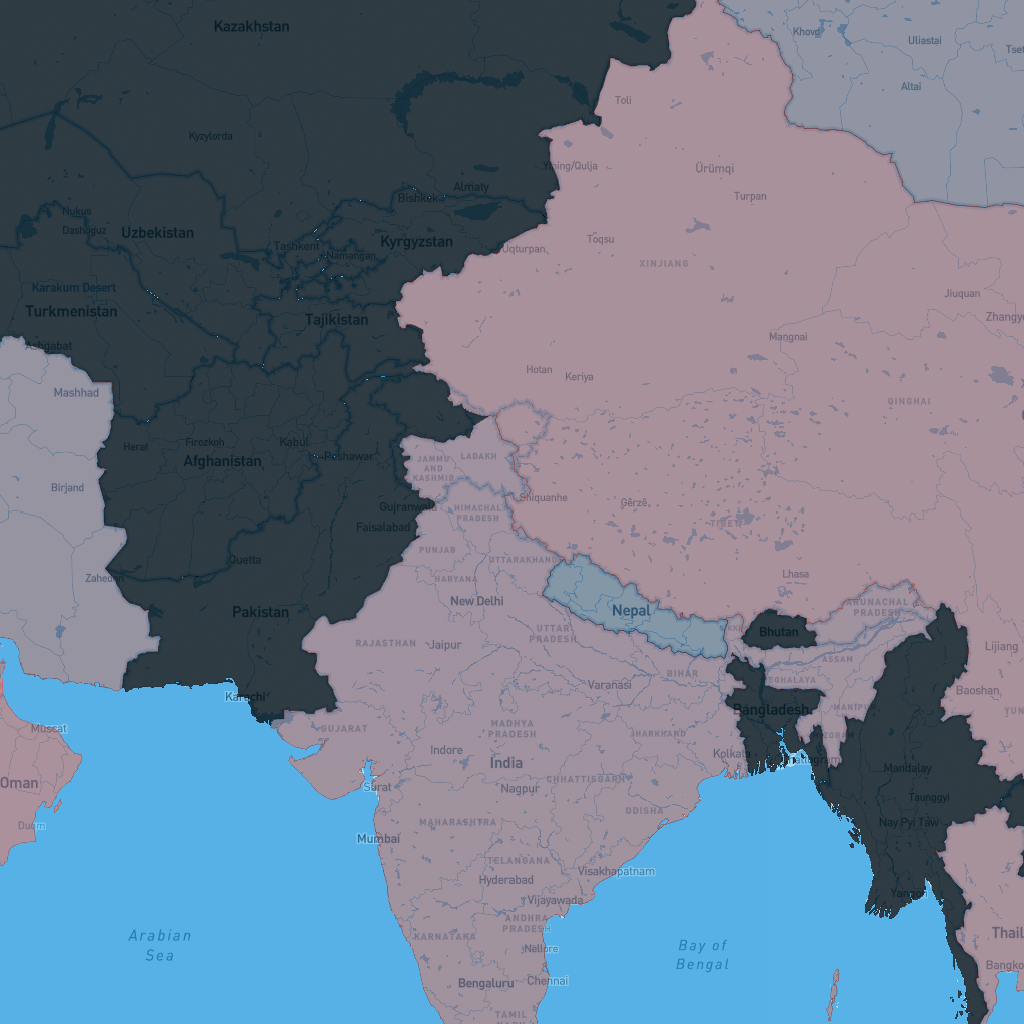 Kazakhstan
Khovd
Uliastai
Altai
Toli
Kyzylorda
Yining/Qulja
Ürümqi
Turpan
Almaty
Bishkek
Nukus
Dashoguz
Uzbekistan
Tashkent
Namangan
Kyrgyzstan
Uqturpan
Toqsu
XINJIANG
Karakum Desert
Turkmenistan
Tajikistan
Jiuquan
Mangnai
Ashgabat
Hotan
Keriya
Mashhad
QINGHAI
Herat
Firozkoh
Kabul
Afghanistan
Peshawar
JAMMU
AND
KASHMIR
LADAKH
Birjand
Shiquanhe
Gêrzê
Gujranwala
HIMACHAL
PRADESH
Faisalabad
TIBET
PUNJAB
Quetta
UTTARAKHAND
Zahedan
HARYANA
Lhasa
Pakistan
New Delhi
Nepal
ARUNACHAL
PRADESH
Bhutan
UTTAR
PRADESH
RAJASTHAN
Jaipur
Lijiang
ASSAM
BIHAR
Varanasi
Baoshan
Karachi
Bangladesh
Muscat
GUJARAT
MADHYA
PRADESH
JHARKHAND
Indore
Kolkata
India
Mandalay
Oman
Surat
Nagpur
CHHATTISGARH
Taunggyi
ODISHA
Duqm
MAHARASHTRA
Nay Pyi Taw
Mumbai
TELANGANA
Hyderabad
Visakhapatnam
Yangon
Vijayawada
ANDHRA
PRADESH
KARNATAKA
Arabian
Sea
Bay of
Bengal
Nellore
Bengaluru
Chennai
TAMIL